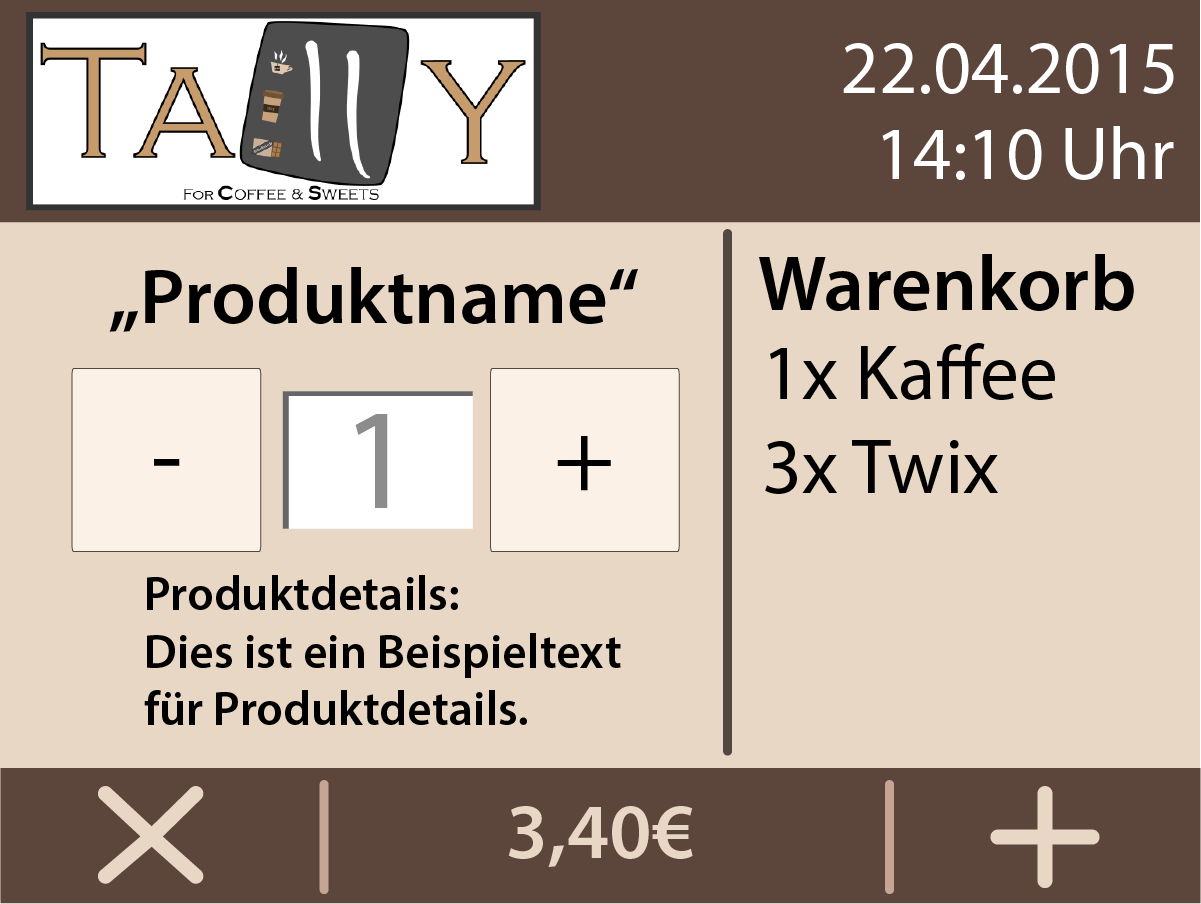 TAllY
FOR COFFEE & SWEETS
22.04.2015
14:10 Uhr
„Produktname“
-
1
+
Produktdetails:
Dies ist ein Beispieltext
für Produktdetails.
Warenkorb
1x Kaffee
3x Twix
3,40€